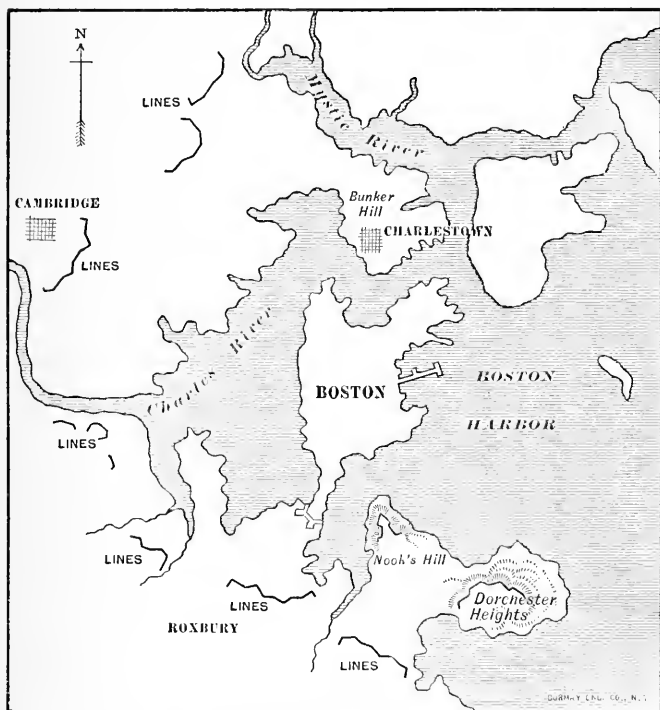 N
LINES
Mystic River
CAMBRIDGE
Bunker
Hill
CHARLESTOWN
LINES
Charles River
BOSTON
BOSTON
HARBOR
LINES
LINES
Nook's Hill
Dorchester
Heights
LINES
ROXBURY
LINES